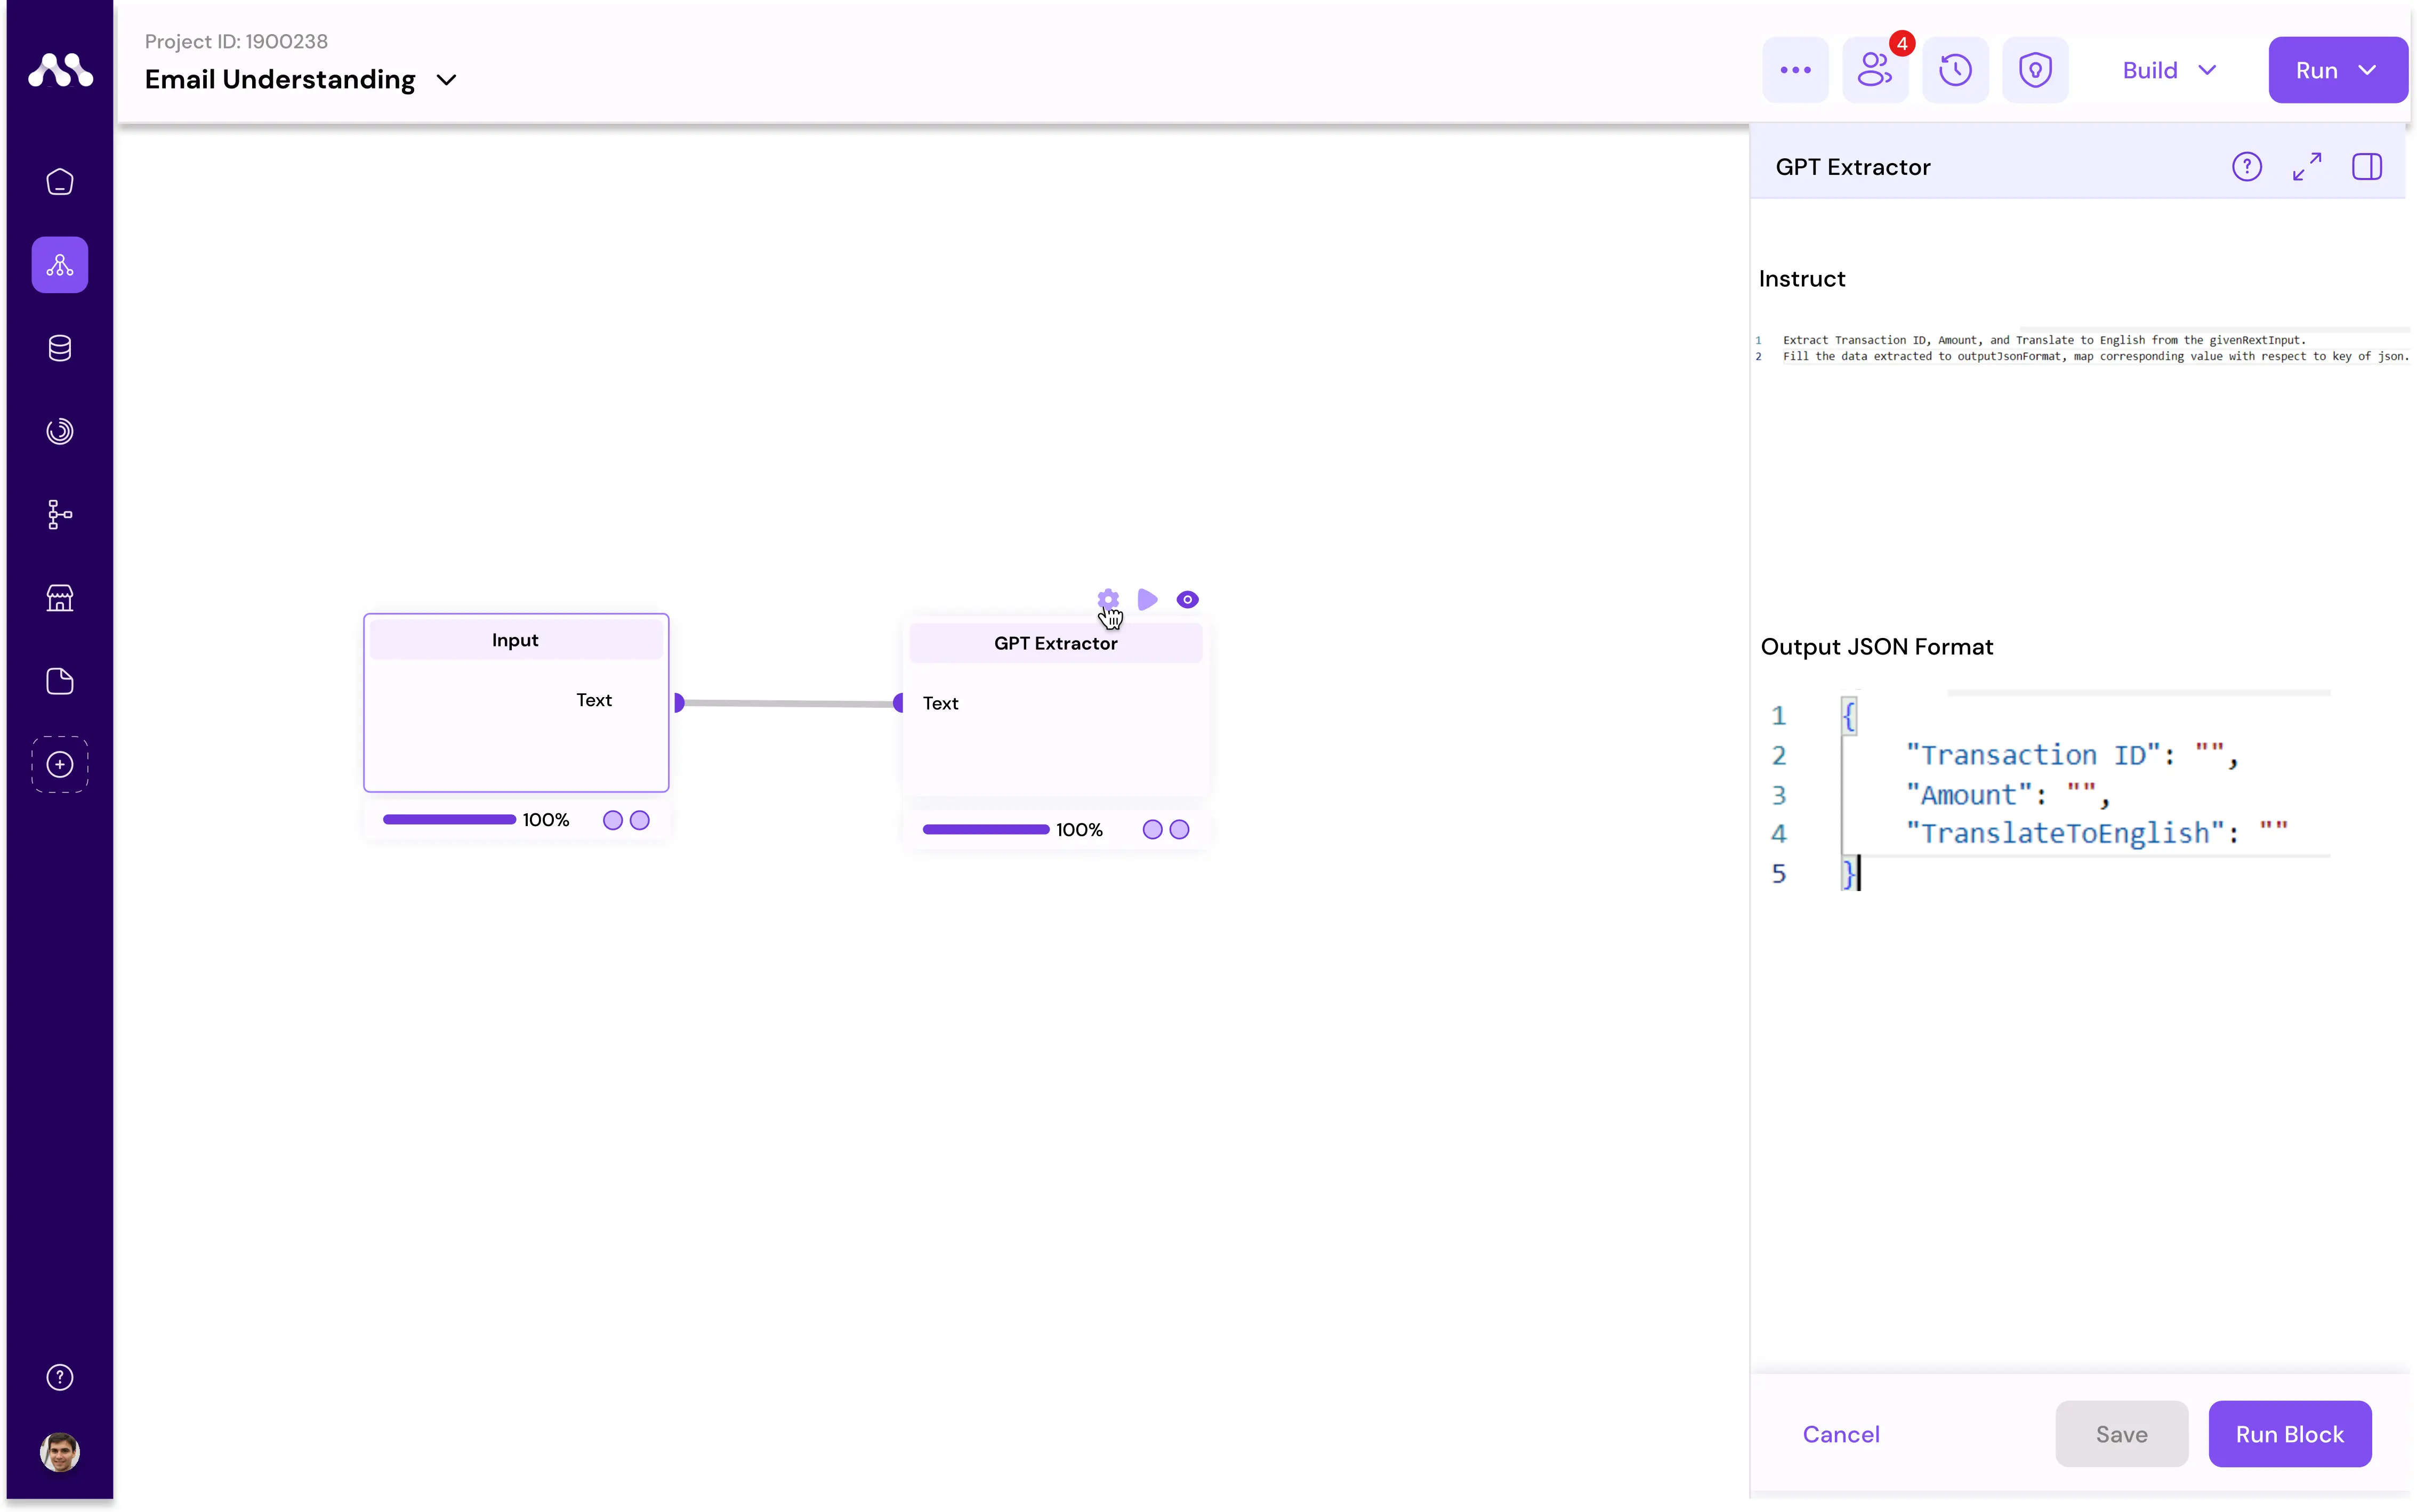 Project ID: 1900238
Email Understanding
4
Build
Run
GPT Extractor
Instruct
1 Extract Transaction ID, Amount, and Translate to English from the givenRextInput.
2 Fill the data extracted to outputJsonFormat, map corresponding value with respect to key of json.
Input
Text
100%
GPT Extractor
Text
100%
Output JSON Format
1 {
2 "Transaction ID": "",
3 "Amount": "",
4 "TranslateToEnglish": ""
5 }
Cancel
Save
Run Block